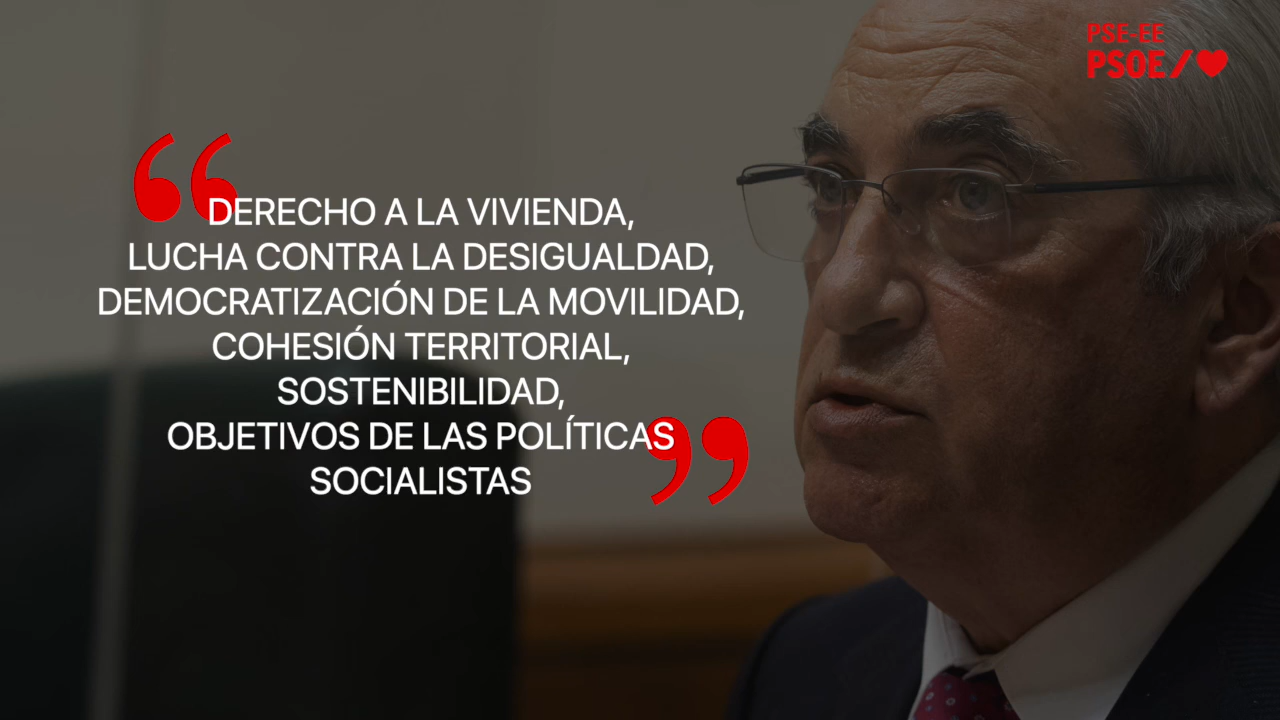 PSE-EE
PSOE
“DERECHO A LA VIVIENDA,
LUCHA CONTRA LA DESIGUALDAD,
DEMOCRATIZACIÓN DE LA MOVILIDAD,
COHESIÓN TERRITORIAL,
SOSTENIBILIDAD,
OBJETIVOS DE LAS POLÍTICAS
SOCIALISTAS”